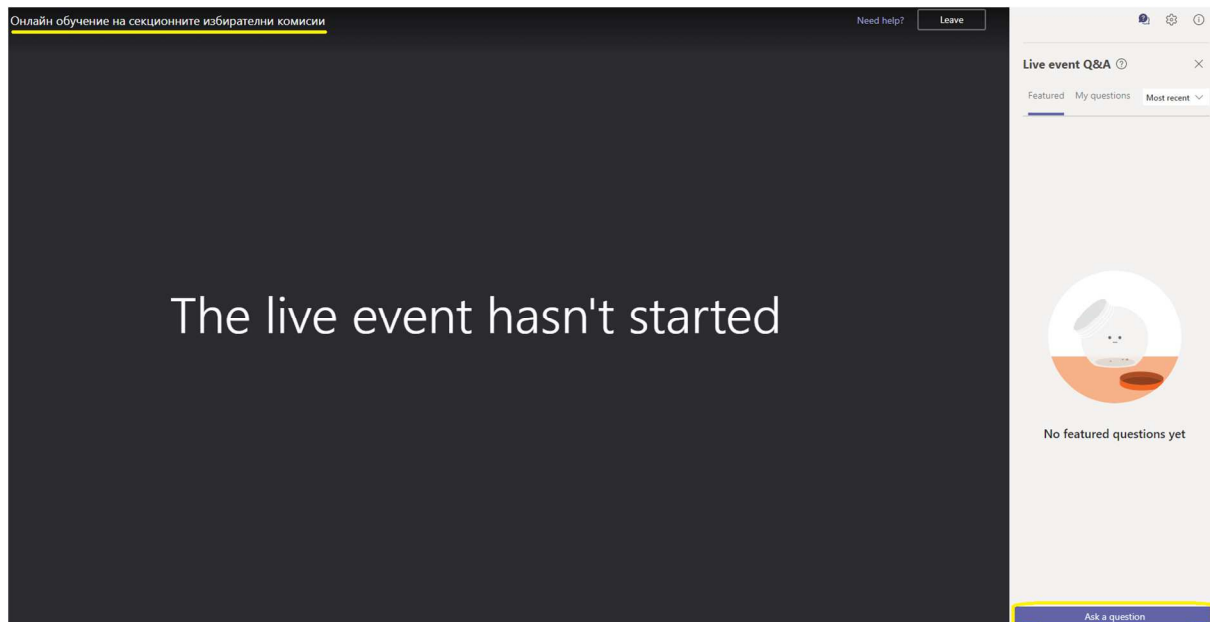 Онлайн обучение на секционните избирателни комисии
Need help?
Leave
The live event hasn't started
Live event Q&A
Featured
My questions
Most recent
No featured questions yet
Ask a question